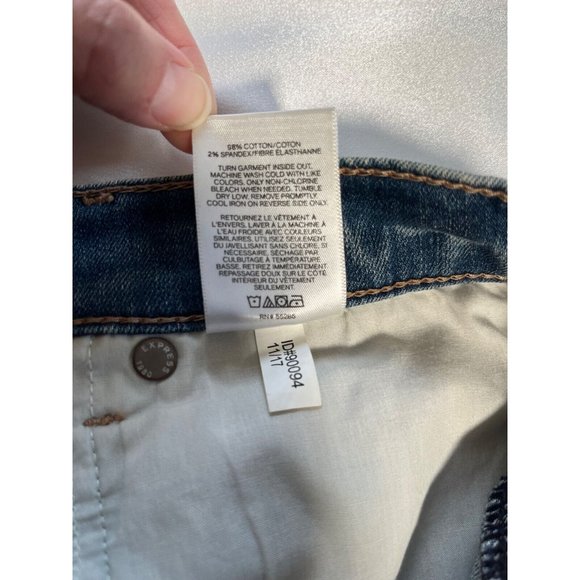 98% COTTON/COTON
2% SPANDEX/FIBRE ÉLASTHANNE
TURN GARMENT INSIDE OUT,
MACHINE WASH COLD WITH LIKE
COLORS. ONLY NON-CHLORINE
BLEACH WHEN NEEDED. TUMBLE
DRY LOW. REMOVE PROMPTLY.
COOL IRON ON REVERSE SIDE ONLY.
RETOURNEZ LE VÊTEMENT À
L'ENVERS. LAVER À LA MACHINE À
L'EAU FROIDE AVEC COULEURS
SIMILAIRES, UTILISEZ SEULEMENT
DU JAVELLISANT SANS CHLORE, SI
NÉCESSAIRE, SÉCHAGE PAR
CULBUTAGE À TEMPÉRATURE
BASSE. RETIREZ IMMÉDIATEMENT.
REPASSAGE DOUX SUR LE CÔTÉ
INTÉRIEUR DU VÊTEMENT
SEULEMENT
RN# 55285
ID#90094
11/17
EXPRESS